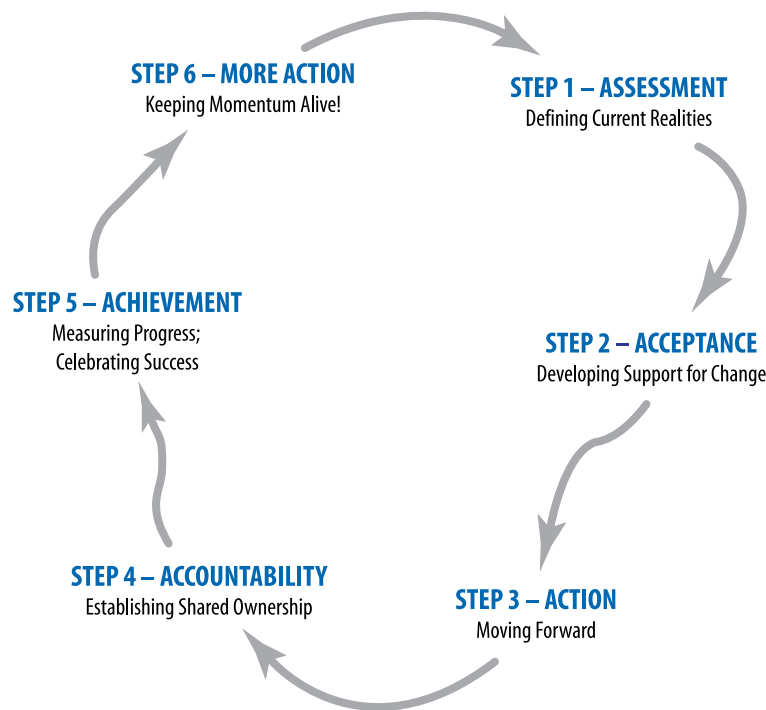 STEP 1 – ASSESSMENT
Defining Current Realities
STEP 2 – ACCEPTANCE
Developing Support for Change
STEP 3 – ACTION
Moving Forward
STEP 4 – ACCOUNTABILITY
Establishing Shared Ownership
STEP 5 – ACHIEVEMENT
Measuring Progress;
Celebrating Success
STEP 6 – MORE ACTION
Keeping Momentum Alive!